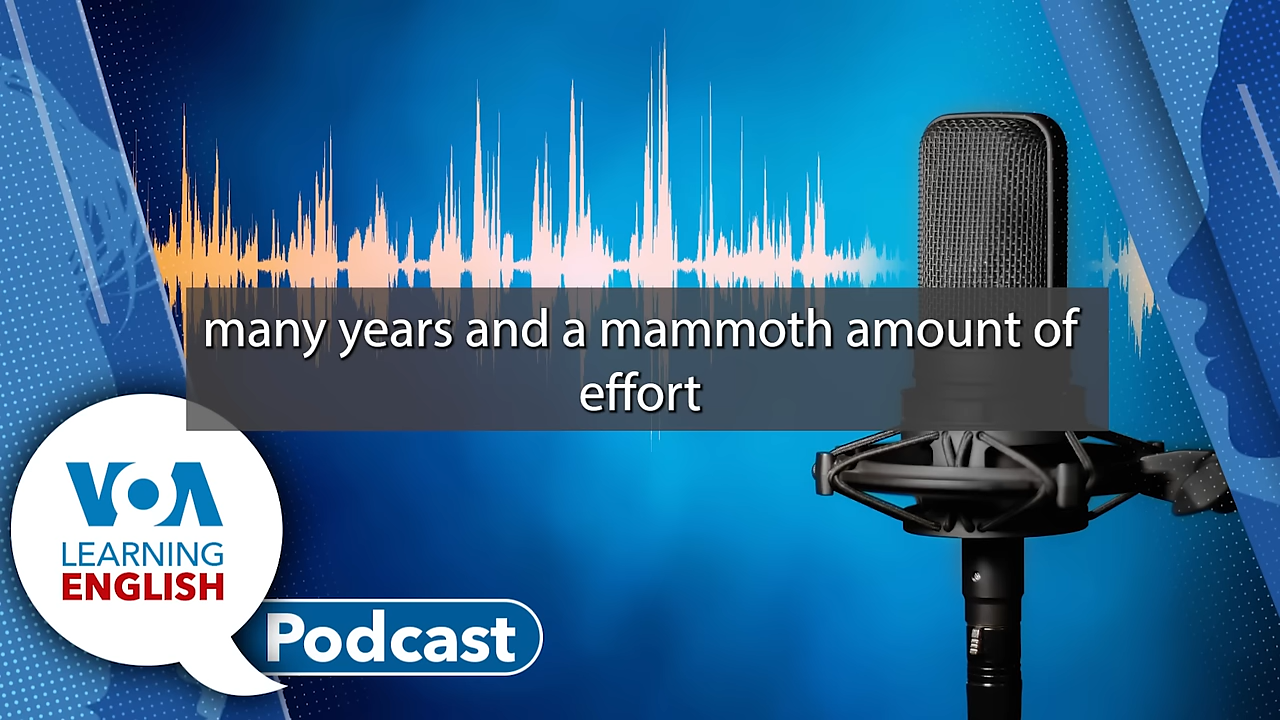 many years and a mammoth amount of
effort
VOA
LEARNING
ENGLISH
Podcast